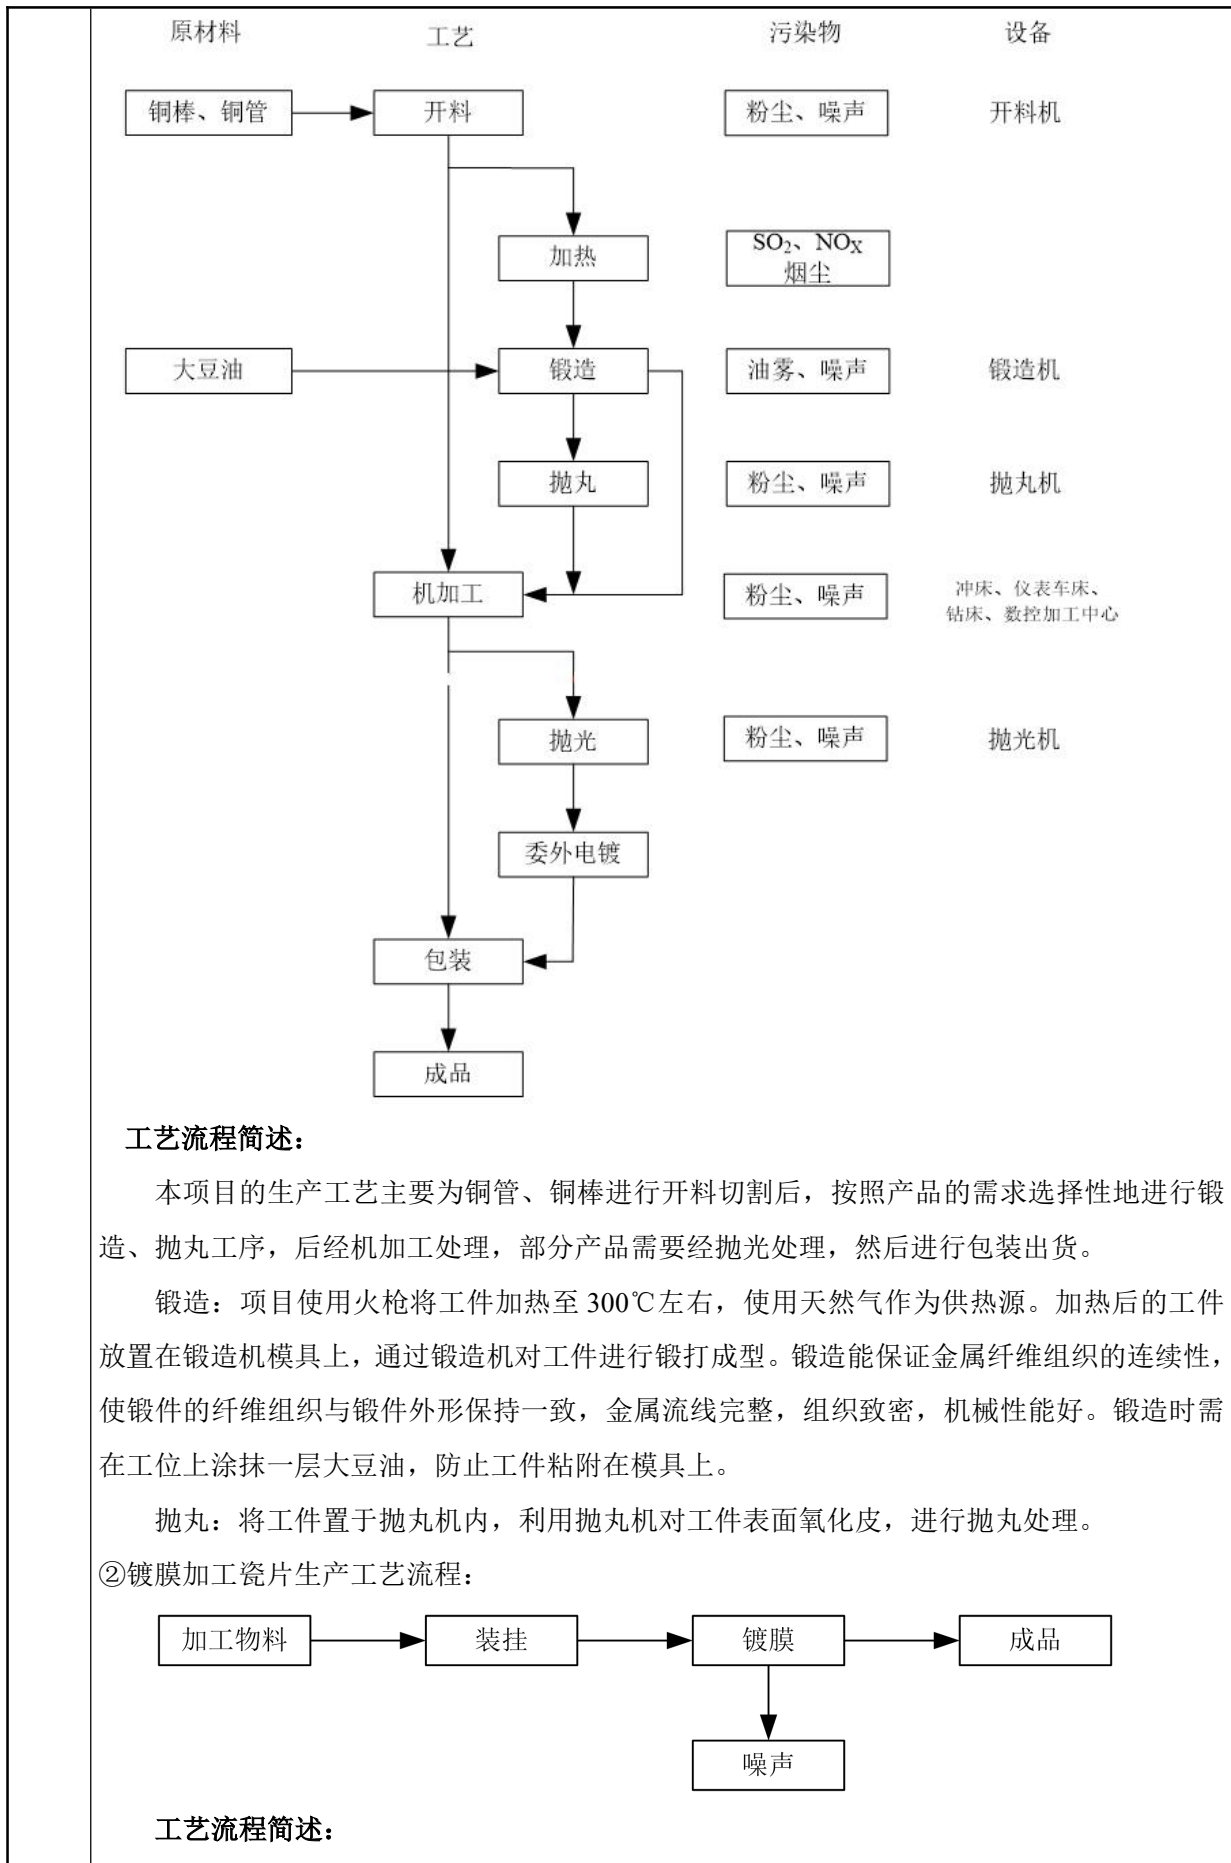 原材料 工艺 污染物 设备
铜棒、铜管 开料 粉尘、噪声 开料机
加热 SO₂、NOX
烟尘
大豆油 锻造 油雾、噪声 锻造机
抛丸 粉尘、噪声 抛丸机
机加工 粉尘、噪声 冲床、仪表车床、
钻床、数控加工中心
抛光 粉尘、噪声 抛光机
委外电镀
包装
成品
工艺流程简述：
本项目的生产工艺主要为铜管、铜棒进行开料切割后，按照产品的需求选择性地进行锻
造、抛丸工序，后经机加工处理，部分产品需要经抛光处理，然后进行包装出货。
锻造：项目使用火枪将工件加热至 300℃左右，使用天然气作为供热源。加热后的工件
放置在锻造机模具上，通过锻造机对工件进行锻打成型。锻造能保证金属纤维组织的连续性，
使锻件的纤维组织与锻件外形保持一致，金属流线完整，组织致密，机械性能好。锻造时需
在工位上涂抹一层大豆油，防止工件粘附在模具上。
抛丸：将工件置于抛丸机内，利用抛丸机对工件表面氧化皮，进行抛丸处理。
②镀膜加工瓷片生产工艺流程：
加工物料 装挂 镀膜 成品
噪声
工艺流程简述：